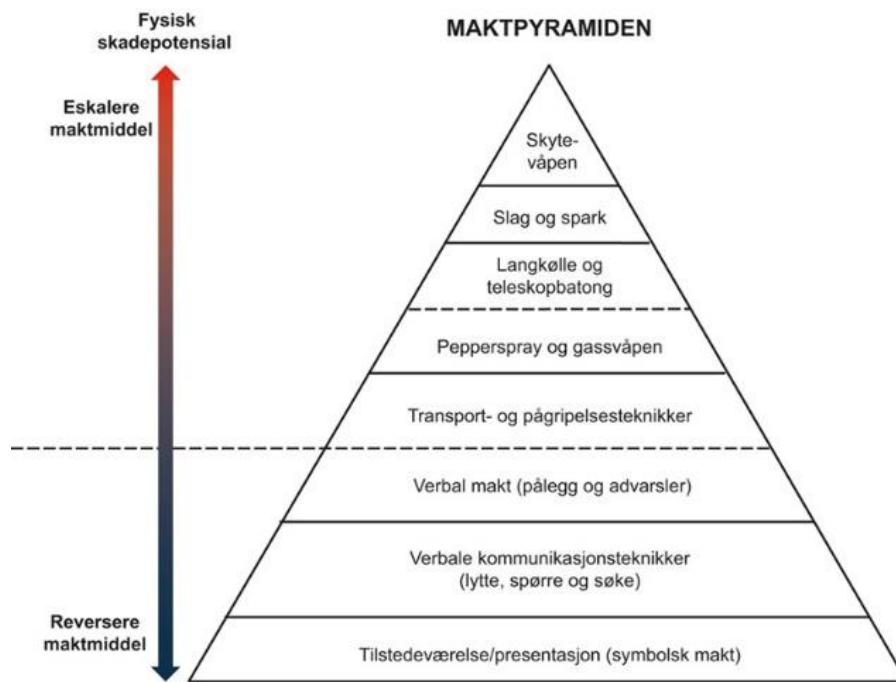 Fysisk
skadepotensial
MAKTPYRAMIDEN
Eskalere
maktmiddel
Skyte-
våpen
Slag og spark
Langkølle og
teleskopbatong
Pepperspray og gassvåpen
Transport- og pågripelsesteknikker
Verbal makt (pålegg og advarsler)
Verbale kommunikasjonsteknikker
(lytte, spørre og søke)
Reversere
maktmiddel
Tilstedeværelse/presentasjon (symbolsk makt)